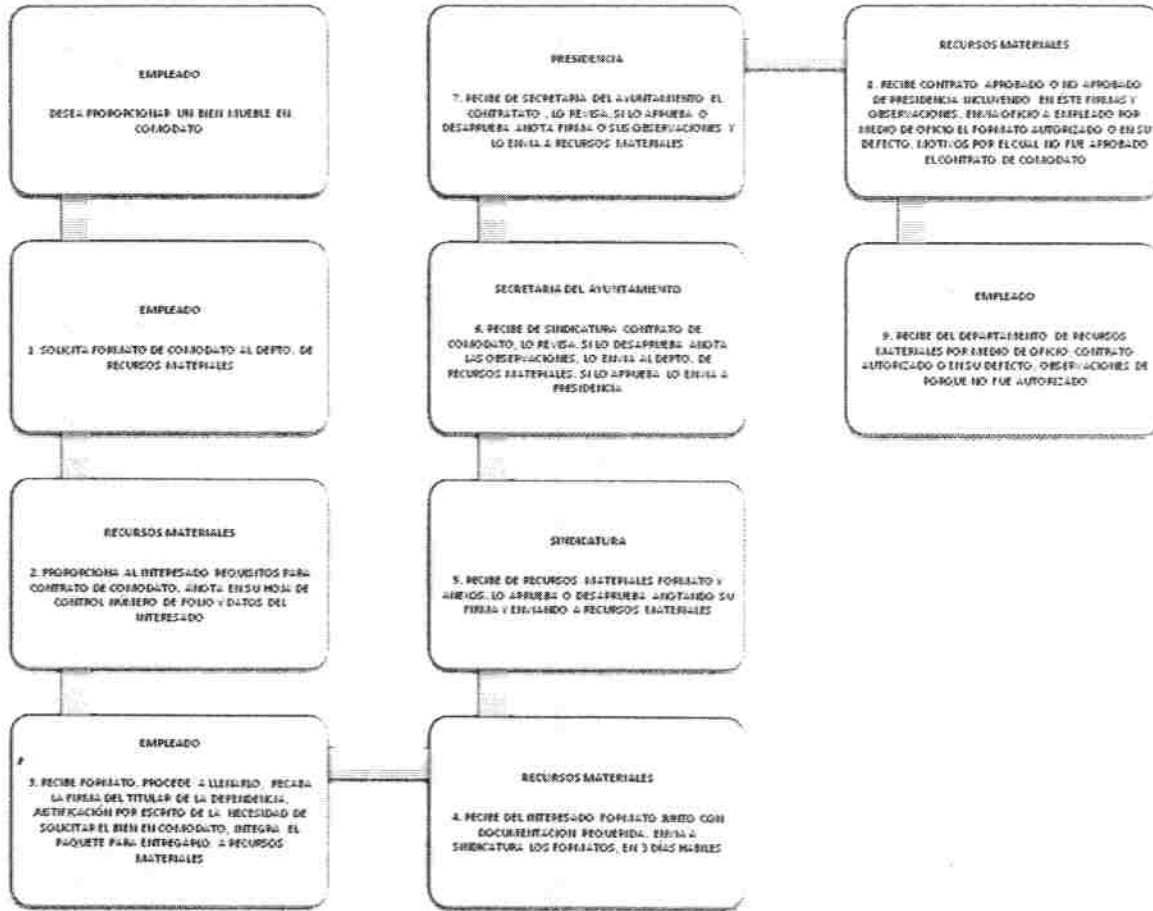 EMPLEADO
DESEA PROPORCIONAR UN BIEN MUEBLE EN
COMODATO
EMPLEADO
1. SOLICITA FORMATO DE COMODATO AL DEPTO. DE
RECURSOS MATERIALES
RECURSOS MATERIALES
2. PROPORCIONA AL INTERESADO REQUISITOS PARA
CONTRATO DE COMODATO, ANOTA EN SU HOJA DE
CONTROL NÚMERO DE FOLIO Y DATOS DEL
INTERESADO
EMPLEADO
3. RECIBE FORMATO, PROCEDE A LLENARLO, RECABA
LA FIRMA DEL TITULAR DE LA DEPENDENCIA,
JUSTIFICACIÓN POR ESCRITO DE LA NECESIDAD DE
SOLICITAR EL BIEN EN COMODATO, INTEGRA EL
PAQUETE PARA ENTREGARLO A RECURSOS
MATERIALES
RECURSOS MATERIALES
4. RECIBE DEL INTERESADO FORMATO JUNTO CON
DOCUMENTACIÓN REQUERIDA. ENVIA A
SINDICATURA LOS FORMATOS, EN 3 DÍAS HABILES
SINDICATURA
5. RECIBE DE RECURSOS MATERIALES FORMATO Y
ANEXOS, LO APRUEBA O DESAPRUEBA ANOTANDO SU
FIRMA Y ENVIANDO A RECURSOS MATERIALES
SECRETARIA DEL AYUNTAMIENTO
6. RECIBE DE SINDICATURA CONTRATO DE
COMODATO, LO REVISA. SI LO DESAPRUEBA ANOTA
LAS OBSERVACIONES, LO ENVIA AL DEPTO. DE
RECURSOS MATERIALES. SI LO APRUEBA LO ENVIA A
PRESIDENCIA
PRESIDENCIA
7. RECIBE DE SECRETARIA DEL AYUNTAMIENTO EL
CONTRATATO , LO REVISA, SI LO APRUEBA O
DESAPRUEBA ANOTA FIRMA O SUS OBSERVACIONES Y
LO ENVIA A RECURSOS MATERIALES
RECURSOS MATERIALES
8. RECIBE CONTRATO APROBADO O NO APROBADO
DE PRESIDENCIA INCLUYENDO EN ÉSTE FIRMAS Y
OBSERVACIONES, ENVIA OFICIO A EMPLEADO POR
MEDIO DE OFICIO EL FORMATO AUTORIZADO O EN SU
DEFECTO, MOTIVOS POR EL CUAL NO FUE APROBADO
EL CONTRATO DE COMODATO
EMPLEADO
9. RECIBE DEL DEPARTAMENTO DE RECURSOS
MATERIALES POR MEDIO DE OFICIO, CONTRATO
AUTORIZADO O EN SU DEFECTO, OBSERVACIONES DE
PORQUE NO FUE AUTORIZADO